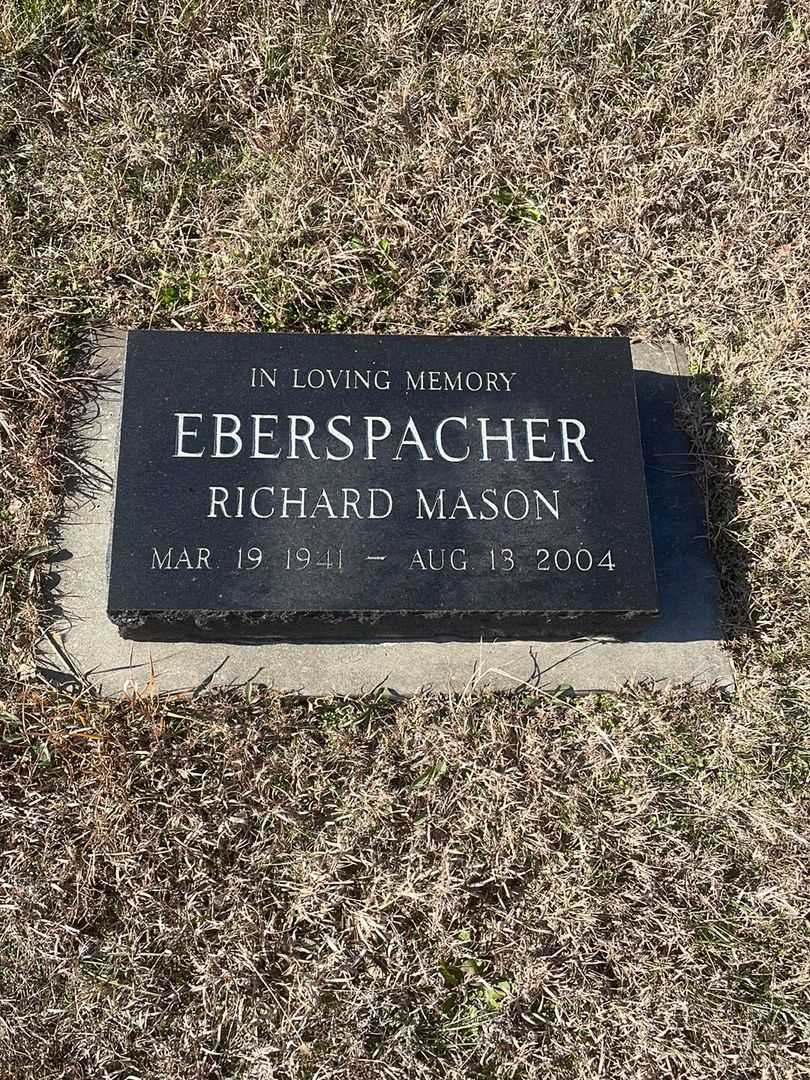 IN LOVING MEMORY
EBERSPACHER
RICHARD MASON
MAR. 19 1941 – AUG. 13 2004